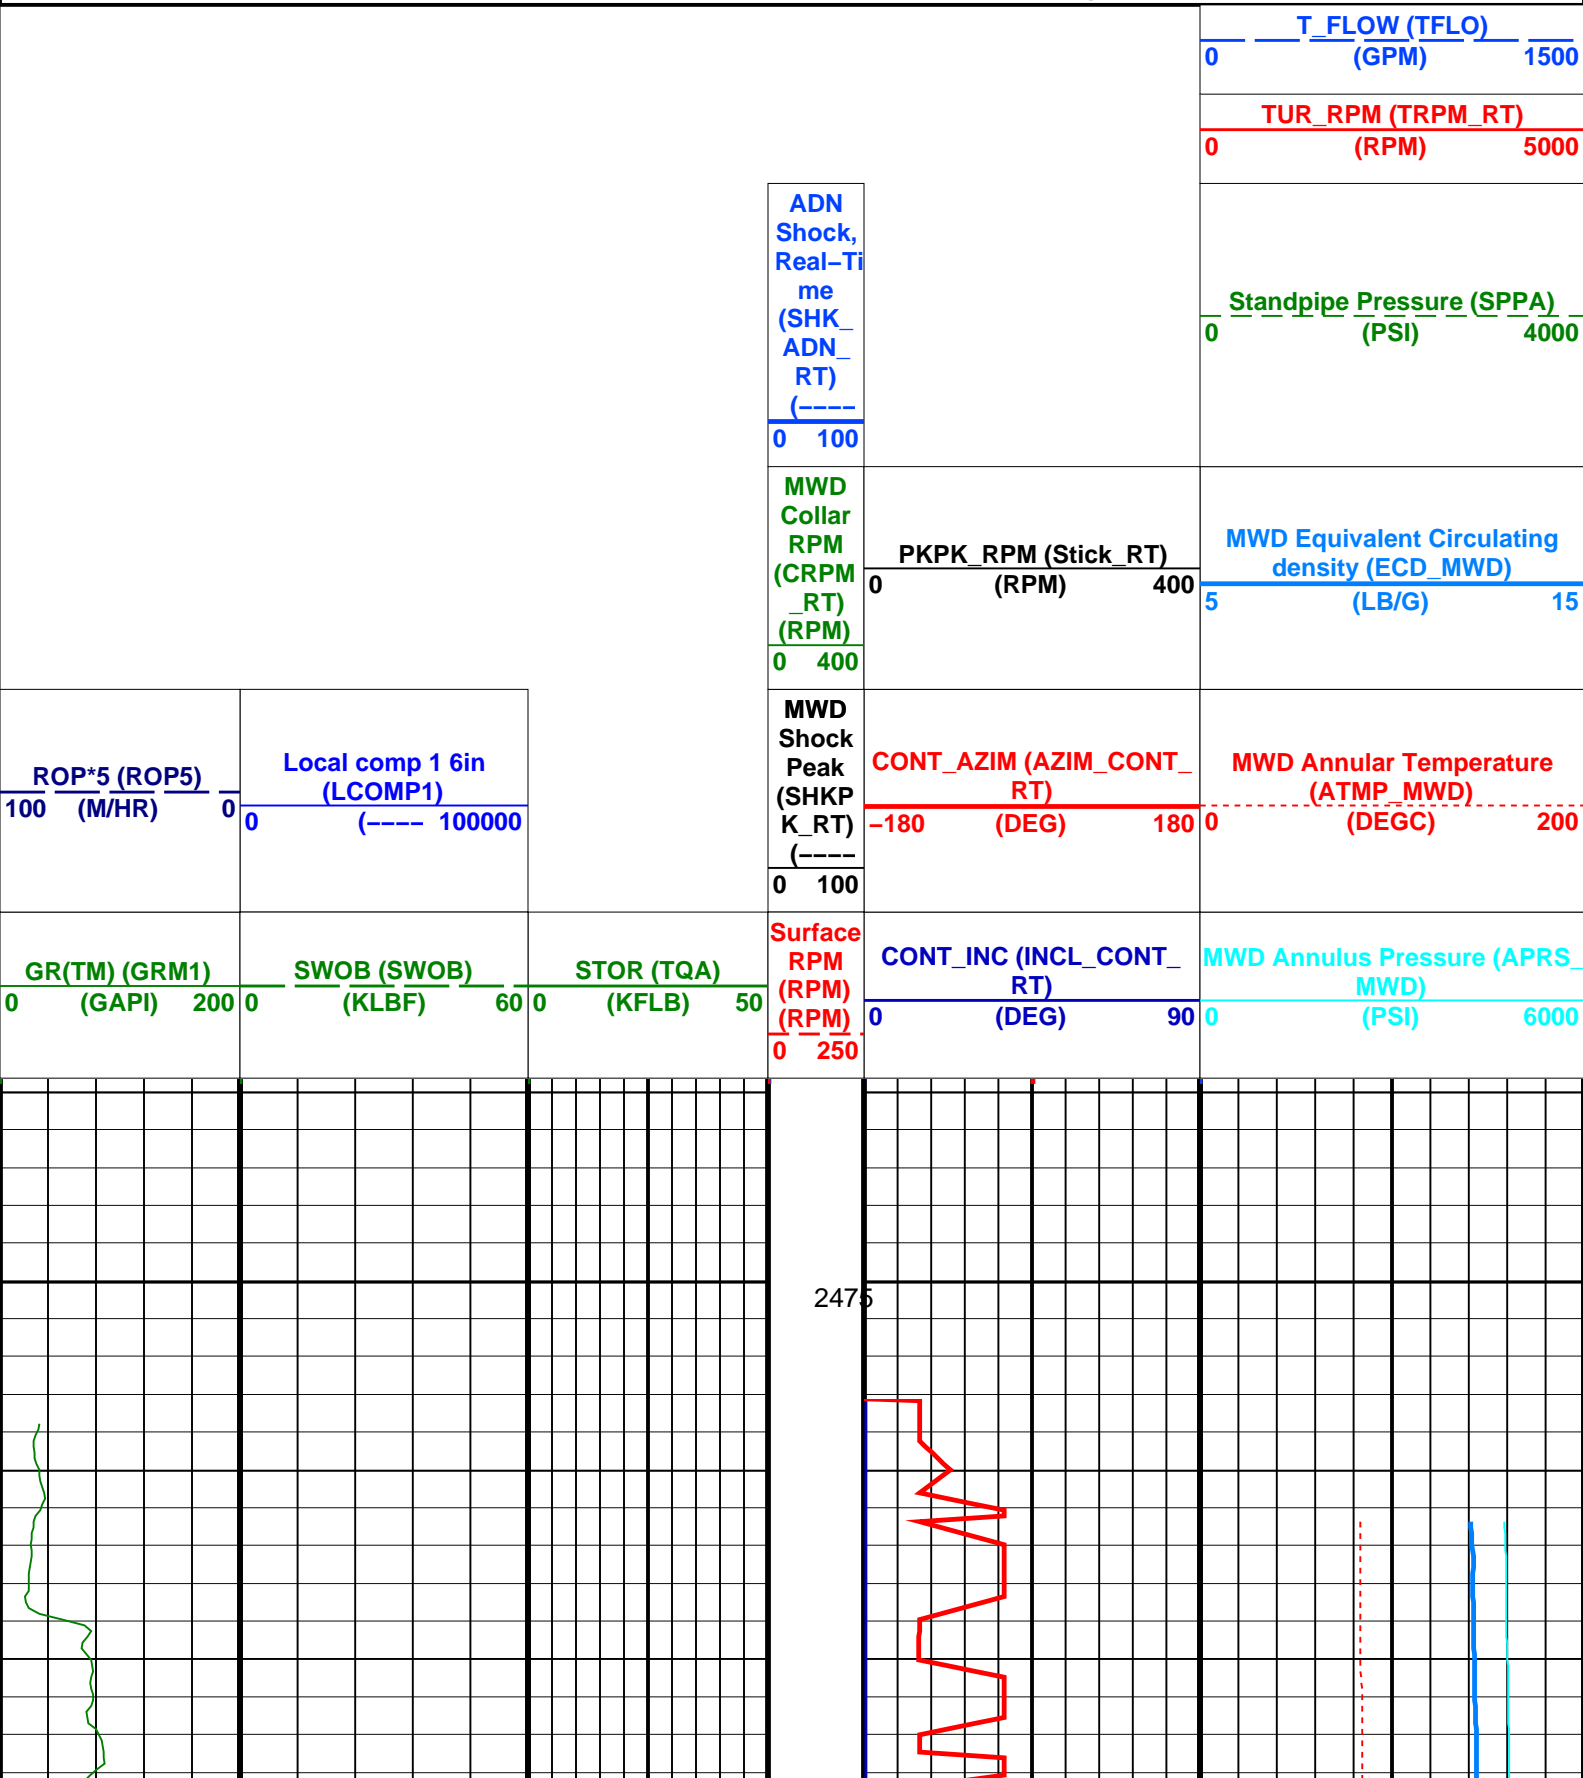 T_FLOW (TFLO)
0 (GPM) 1500
TUR_RPM (TRPM_RT)
0 (RPM) 5000
ADN
Shock,
Real–Ti
me
(SHK_
ADN_
RT)
(––––
0 100
Standpipe Pressure (SPPA)
0 (PSI) 4000
MWD
Collar
RPM
(CRPM
_RT)
(RPM)
0 400
PKPK_RPM (Stick_RT)
0 (RPM) 400
MWD Equivalent Circulating
density (ECD_MWD)
5 (LB/G) 15
ROP*5 (ROP5)
100 (M/HR) 0
Local comp 1 6in
(LCOMP1)
0 (–––– 100000
MWD
Shock
Peak
(SHKP
K_RT)
(––––
0 100
CONT_AZIM (AZIM_CONT_
RT)
–180 (DEG) 180
MWD Annular Temperature
(ATMP_MWD)
0 (DEGC) 200
GR(TM) (GRM1)
0 (GAPI) 200
SWOB (SWOB)
0 (KLBF) 60
STOR (TQA)
0 (KFLB) 50
Surface
RPM
(RPM)
(RPM)
0 250
CONT_INC (INCL_CONT_
RT)
0 (DEG) 90
MWD Annulus Pressure (APRS_
MWD)
0 (PSI) 6000
2475